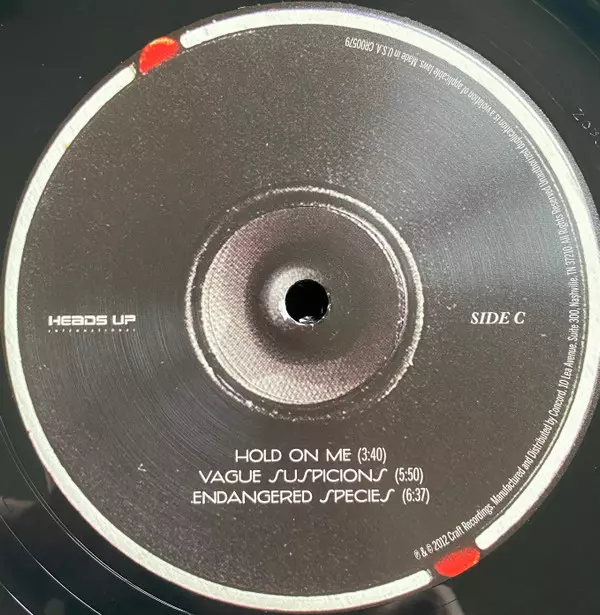 HEADS UP
INTERNATIONAL
SIDE C
HOLD ON ME (3:40)
VAGUE SUSPICIONS (5:50)
ENDANGERED SPECIES (6:37)
℗ & © 2012 Craft Recordings. Manufactured and Distributed by Concord, 10 Lea Avenue, Suite 300, Nashville, TN 37210. All Rights Reserved Unauthorized duplication is a violation of applicable laws. Made in U.S.A. CR00579